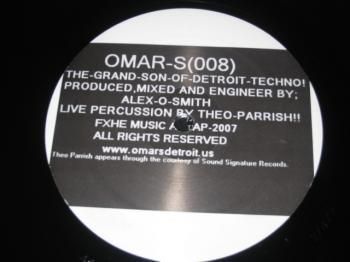 OMAR-S(008)
THE-GRAND-SON-OF-DETROIT-TECHNO!
PRODUCED,MIXED AND ENGINEER BY;
ALEX-O-SMITH
LIVE PERCUSSION BY THEO-PARRISH!!
FXHE MUSIC AP-2007
ALL RIGHTS RESERVED
www.omarsdetroit.us
Theo Parrish appears through the courtesy of Sound Signature Records.